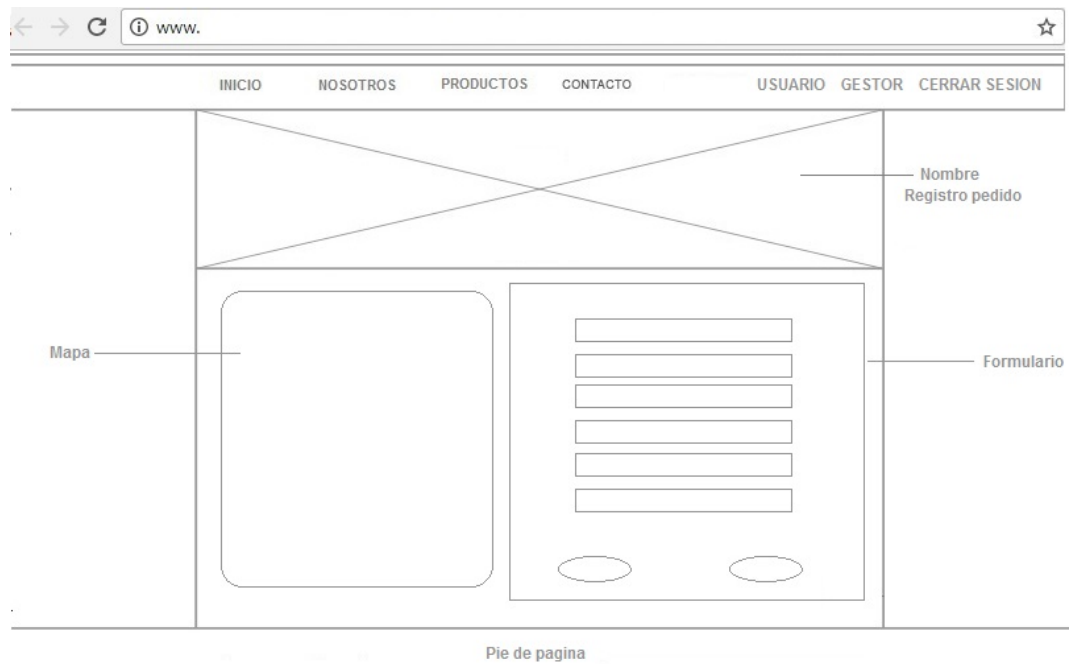 www.
INICIO NOSOTROS PRODUCTOS CONTACTO USUARIO GESTOR CERRAR SESION
Nombre
Registro pedido
Mapa
Formulario
Pie de pagina